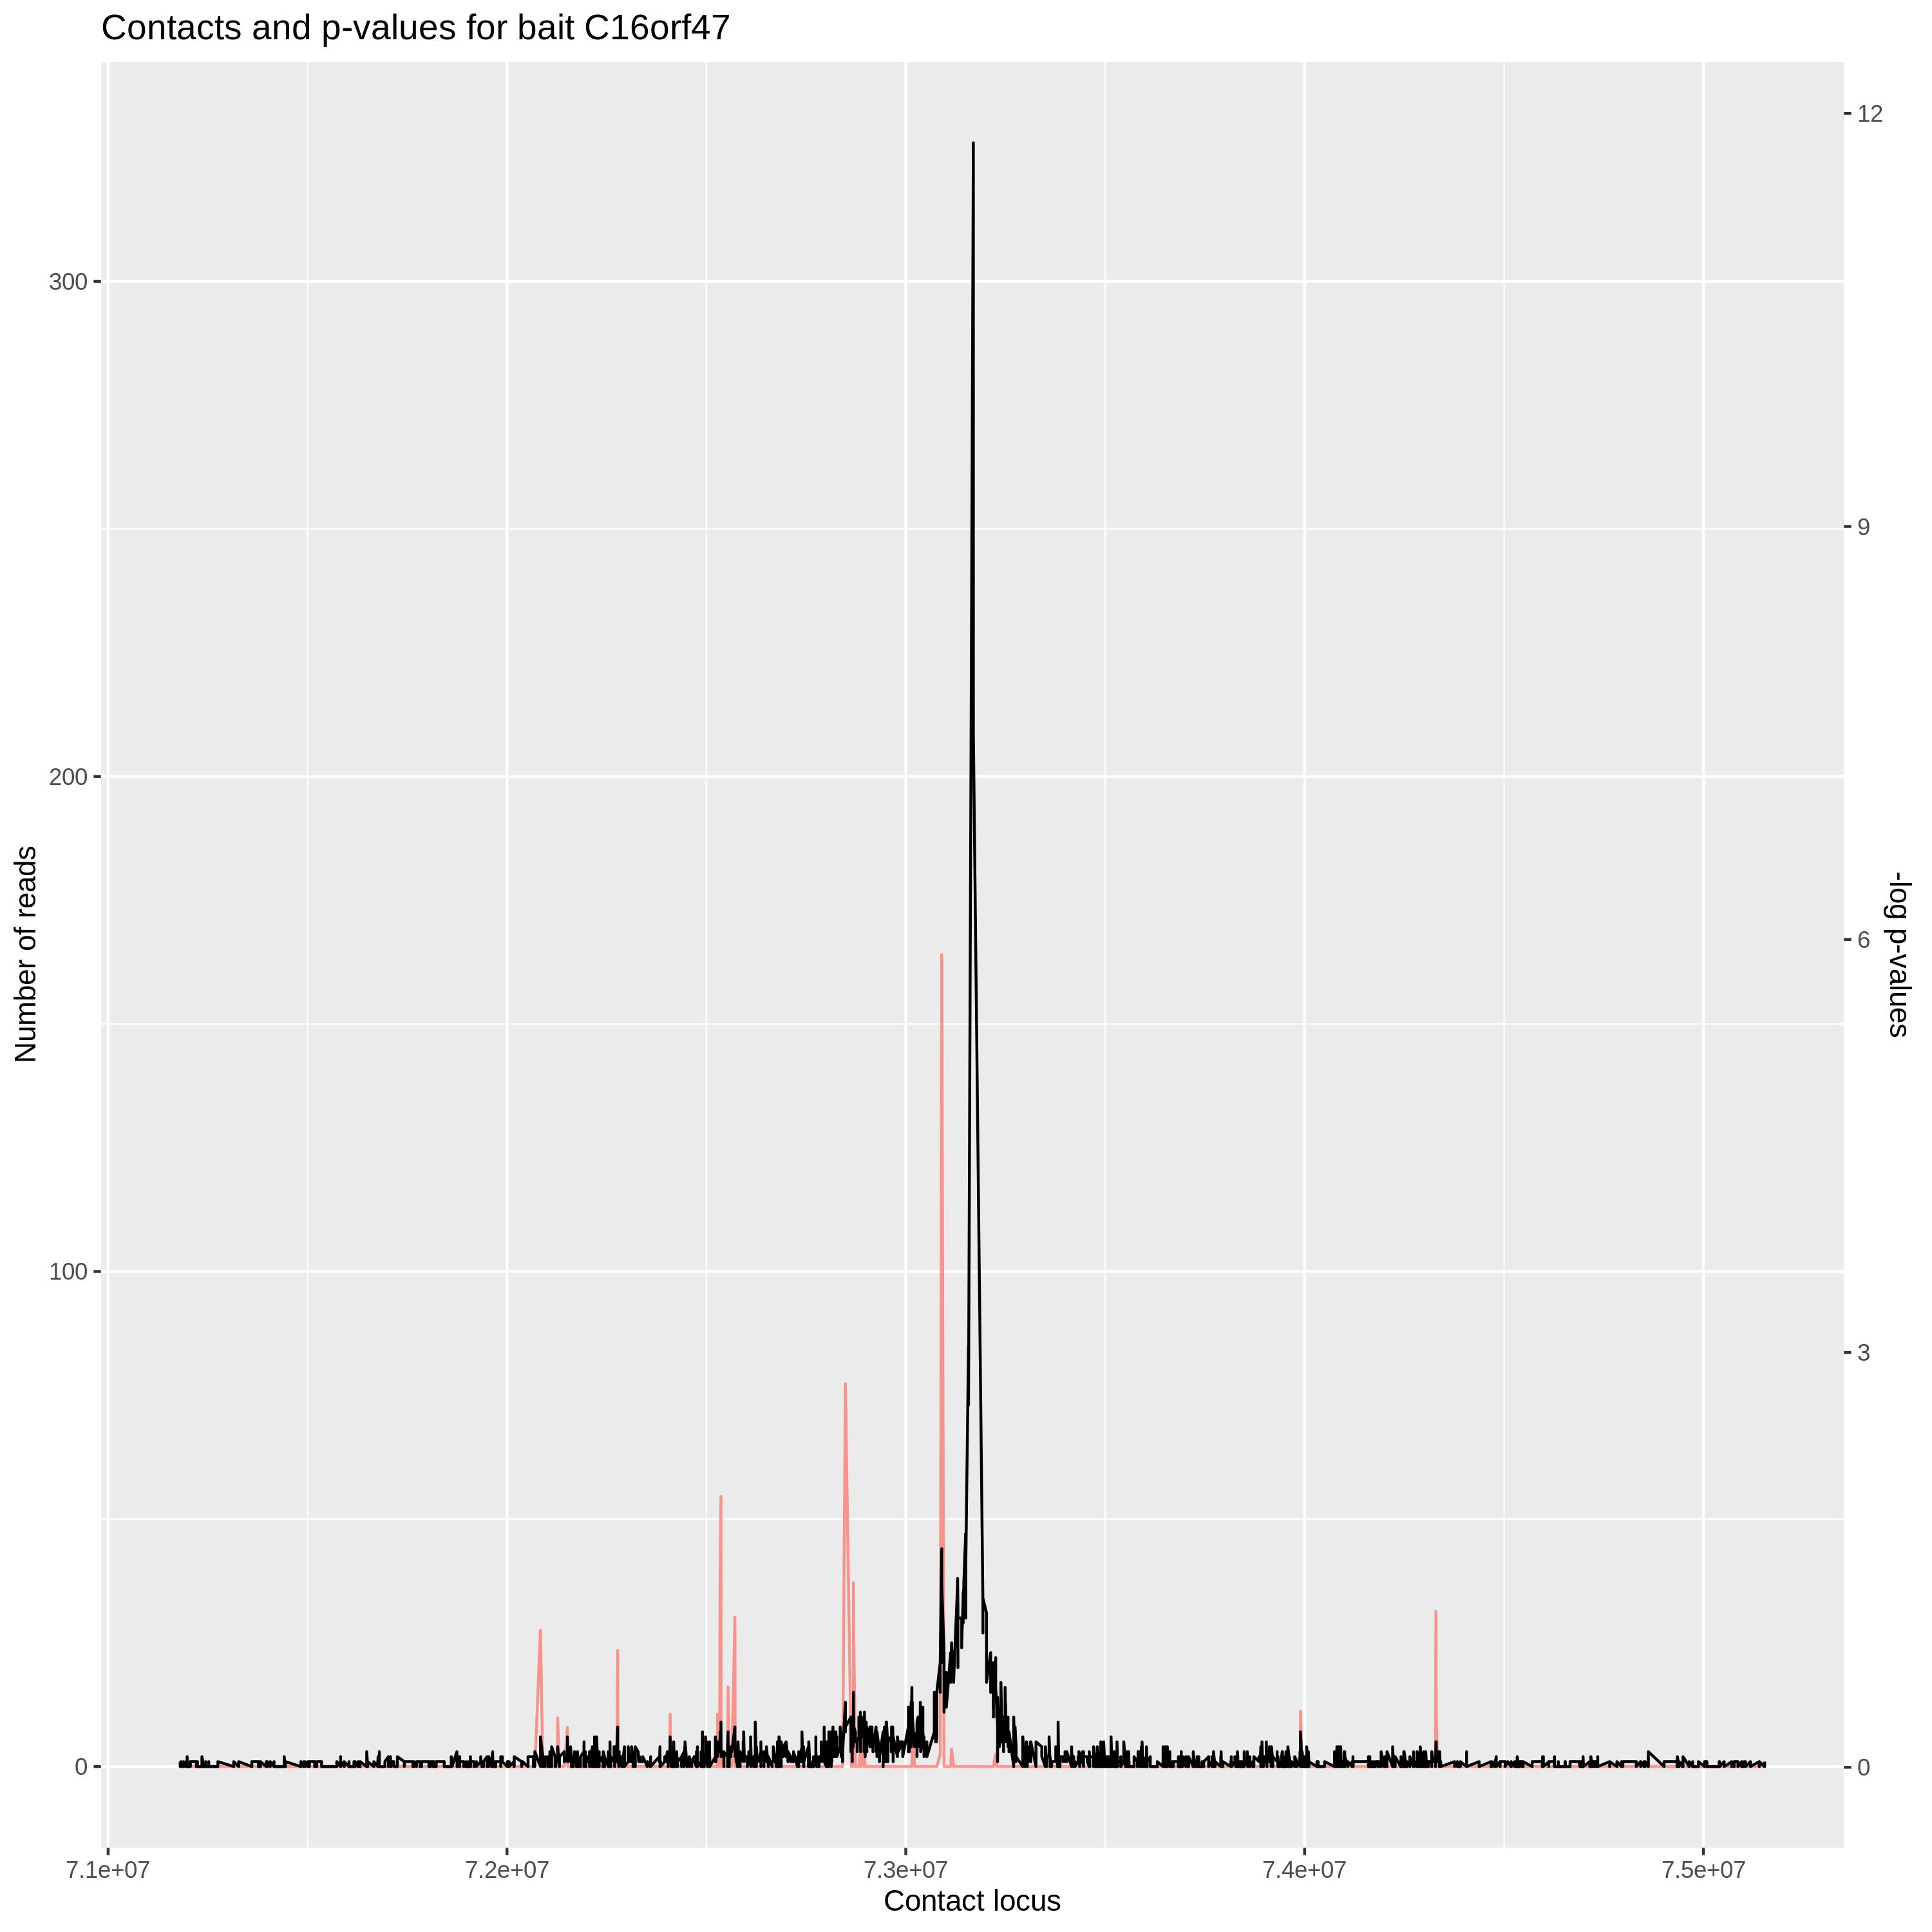 Contacts and p-values for bait C16orf47
12
300
9
200
Number of reads
6
-log p-values
100
3
0
0
7.1e+07
7.2e+07
7.3e+07
7.4e+07
7.5e+07
Contact locus